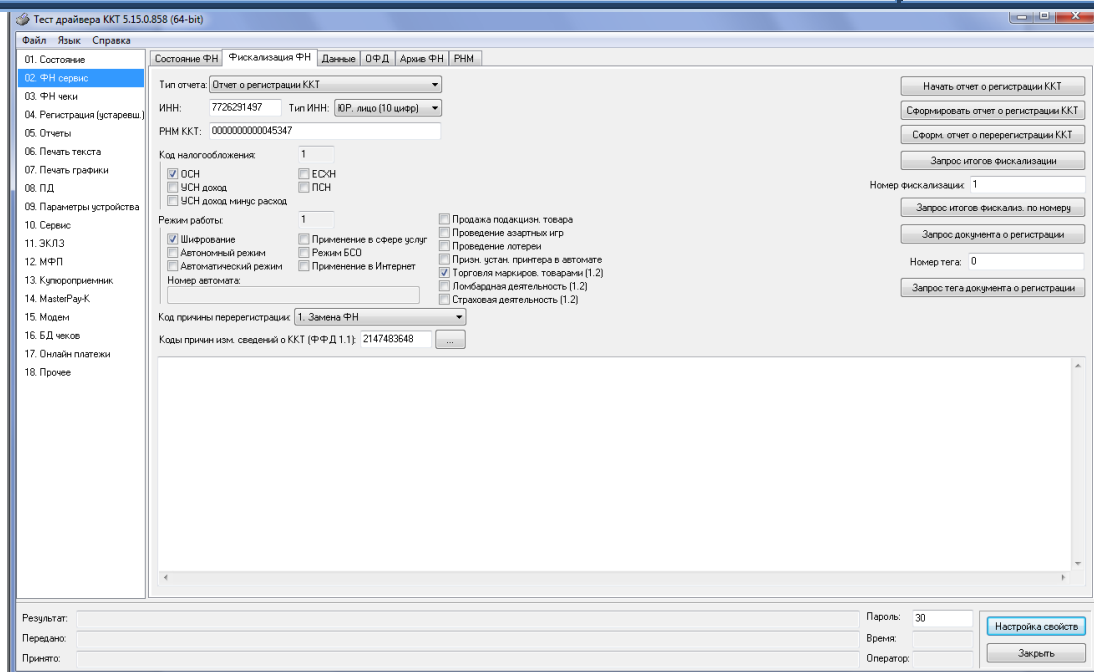 Тест драйвера ККТ 5.15.0.858 (64-bit)
Файл Язык Справка
01. Состояние
02. ФН сервис
03. ФН чеки
04. Регистрация (устаревш.)
05. Отчеты
06. Печать текста
07. Печать графики
08. ПД
09. Параметры устройства
10. Сервис
11. ЭКЛЗ
12. МФП
13. Купюроприемник
14. MasterPay-K
15. Модем
16. БД чеков
17. Онлайн платежи
18. Прочее
Состояние ФН Фискализация ФН Данные ОФД Архив ФН РНМ
Тип отчета: Отчет о регистрации ККТ
ИНН: 7726291497 Тип ИНН: ЮР. лицо (10 цифр)
РНМ ККТ: 0000000000045347
Код налогообложения: 1
ОСН ЕСХН
УСН доход ПСН
УСН доход минус расход
Режим работы: 1
Шифрование Применение в сфере услуг
Автономный режим Режим БСО
Автоматический режим Применение в Интернет
Номер автомата:
Продажа подакцизн. товара
Проведение азартных игр
Проведение лотереи
Призн. устан. принтера в автомате
Торговля маркиров. товарами (1.2)
Ломбардная деятельность (1.2)
Страховая деятельность (1.2)
Код причины перерегистрации: 1. Замена ФН
Коды причин изм. сведений о ККТ (ФФД 1.1): 2147483648 ...
Начать отчет о регистрации ККТ
Сформировать отчет о регистрации ККТ
Сформ. отчет о перерегистрации ККТ
Запрос итогов фискализации
Номер фискализации: 1
Запрос итогов фискализ. по номеру
Запрос документа о регистрации
Номер тега: 0
Запрос тега документа о регистрации
Результат:
Передано:
Принято:
Пароль: 30
Время:
Оператор:
Настройка свойств
Закрыть